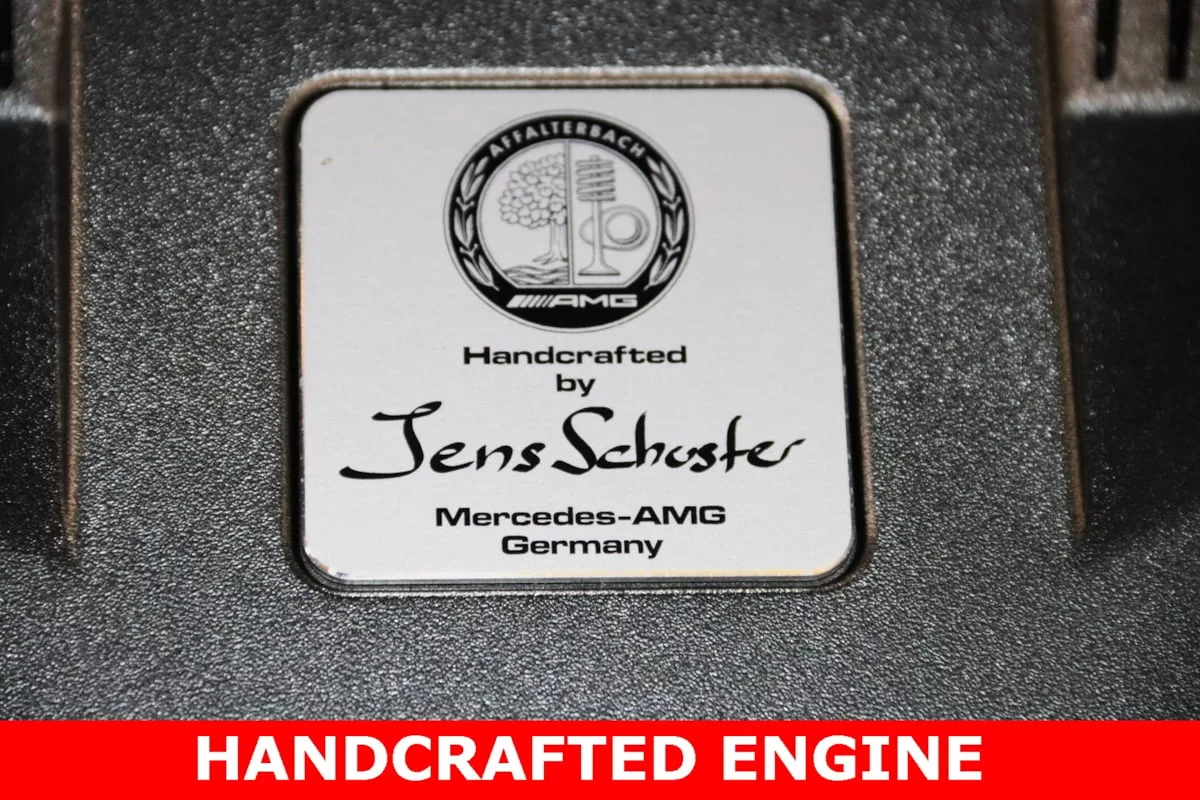 AFFALTERBACH
AMG
Handcrafted
by
Jens Schuster
Mercedes-AMG
Germany
HANDCRAFTED ENGINE